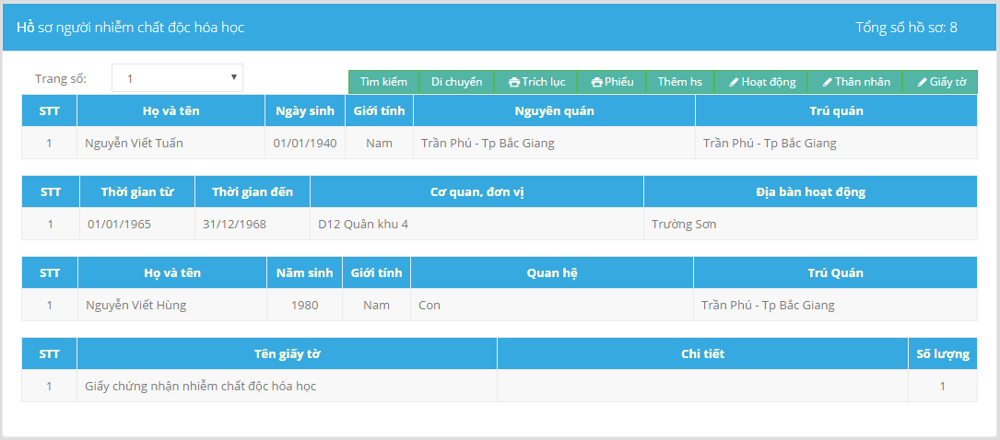 Hồ sơ người nhiễm chất độc hóa học Tổng số hồ sơ: 8
Trang số: 1 Tìm kiếm Di chuyển Trích lục Phiếu Thêm hs Hoạt động Thân nhân Giấy tờ
STT Họ và tên Ngày sinh Giới tính Nguyên quán Trú quán
1 Nguyễn Viết Tuấn 01/01/1940 Nam Trần Phú - Tp Bắc Giang Trần Phú - Tp Bắc Giang
STT Thời gian từ Thời gian đến Cơ quan, đơn vị Địa bàn hoạt động
1 01/01/1965 31/12/1968 D12 Quân khu 4 Trường Sơn
STT Họ và tên Năm sinh Giới tính Quan hệ Trú Quán
1 Nguyễn Viết Hùng 1980 Nam Con Trần Phú - Tp Bắc Giang
STT Tên giấy tờ Chi tiết Số lượng
1 Giấy chứng nhận nhiễm chất độc hóa học 1